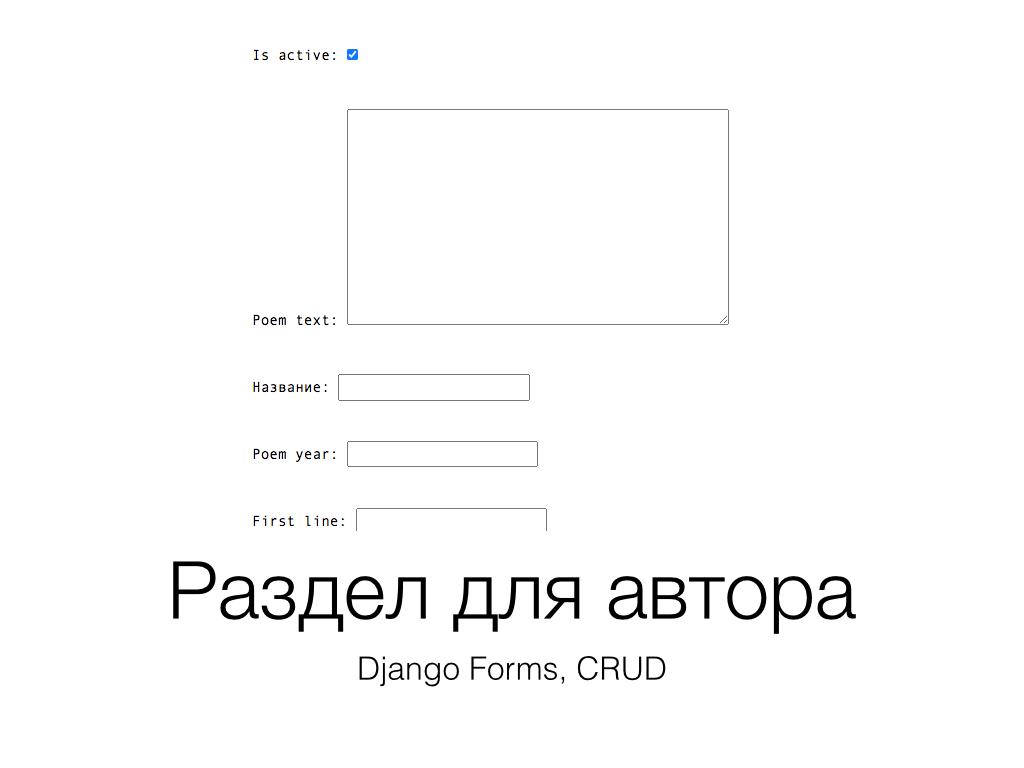 Is active:
Poem text:
Название:
Poem year:
First line:
Раздел для автора
Django Forms, CRUD